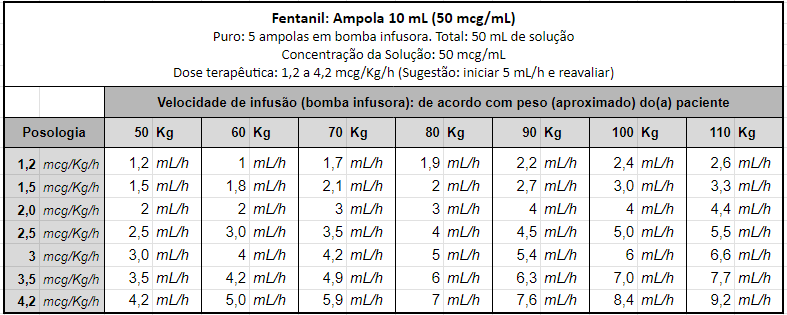 Fentanil: Ampola 10 mL (50 mcg/mL)
Puro: 5 ampolas em bomba infusora. Total: 50 mL de solução
Concentração da Solução: 50 mcg/mL
Dose terapêutica: 1,2 a 4,2 mcg/Kg/h (Sugestão: iniciar 5 mL/h e reavaliar)
Velocidade de infusão (bomba infusora): de acordo com peso (aproximado) do(a) paciente
Posologia 50 Kg 60 Kg 70 Kg 80 Kg 90 Kg 100 Kg 110 Kg
1,2 mcg/Kg/h 1,2 mL/h 1 mL/h 1,7 mL/h 1,9 mL/h 2,2 mL/h 2,4 mL/h 2,6 mL/h
1,5 mcg/Kg/h 1,5 mL/h 1,8 mL/h 2,1 mL/h 2 mL/h 2,7 mL/h 3,0 mL/h 3,3 mL/h
2,0 mcg/Kg/h 2 mL/h 2 mL/h 3 mL/h 3 mL/h 4 mL/h 4 mL/h 4,4 mL/h
2,5 mcg/Kg/h 2,5 mL/h 3,0 mL/h 3,5 mL/h 4 mL/h 4,5 mL/h 5,0 mL/h 5,5 mL/h
3 mcg/Kg/h 3,0 mL/h 4 mL/h 4,2 mL/h 5 mL/h 5,4 mL/h 6 mL/h 6,6 mL/h
3,5 mcg/Kg/h 3,5 mL/h 4,2 mL/h 4,9 mL/h 6 mL/h 6,3 mL/h 7,0 mL/h 7,7 mL/h
4,2 mcg/Kg/h 4,2 mL/h 5,0 mL/h 5,9 mL/h 7 mL/h 7,6 mL/h 8,4 mL/h 9,2 mL/h